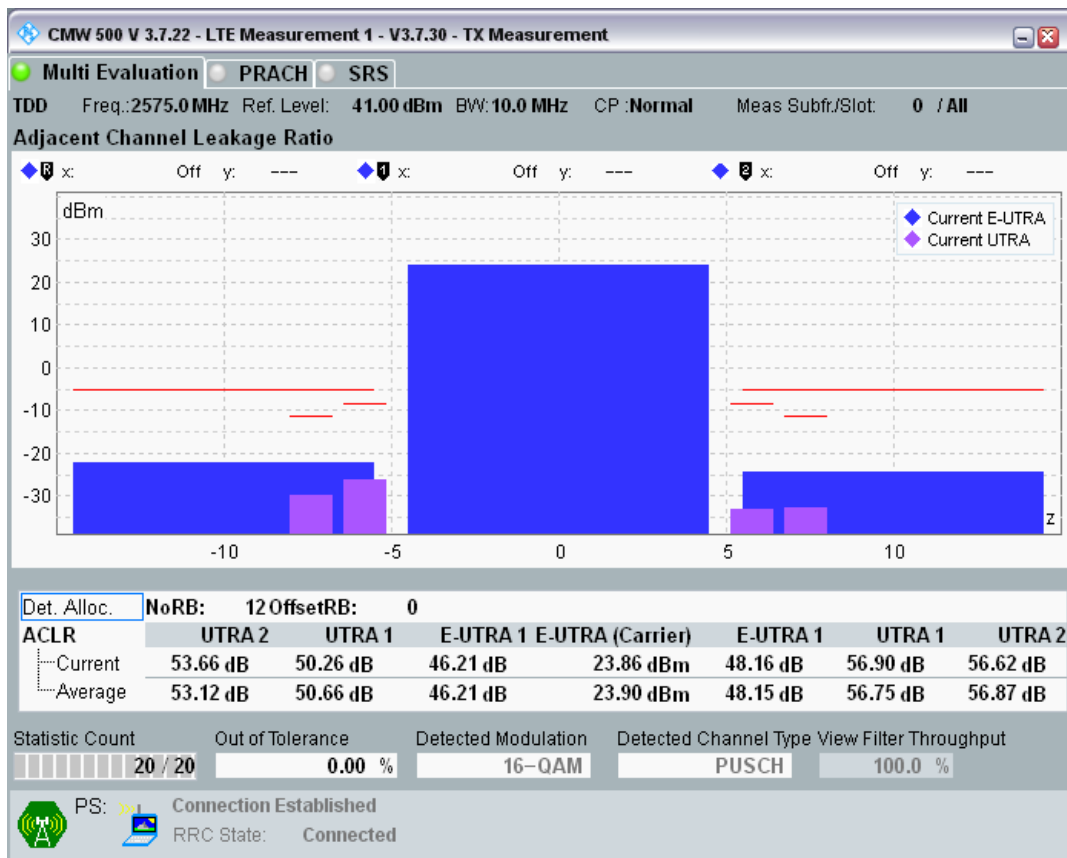 CMW 500 V 3.7.22 - LTE Measurement 1 - V3.7.30 - TX Measurement
Multi Evaluation PRACH SRS
TDD Freq.:2575.0 MHz Ref. Level: 41.00 dBm BW:10.0 MHz CP :Normal Meas Subfr./Slot: 0 / All
Adjacent Channel Leakage Ratio
R x: Off y: --- 1 x: Off y: --- 2 x: Off y: ---
dBm
Current E-UTRA
Current UTRA
30
20
10
0
-10
-20
-30
z
-10 -5 0 5 10
Det. Alloc. NoRB: 12 OffsetRB: 0
ACLR UTRA 2 UTRA 1 E-UTRA 1 E-UTRA (Carrier) E-UTRA 1 UTRA 1 UTRA 2
Current 53.66 dB 50.26 dB 46.21 dB 23.86 dBm 48.16 dB 56.90 dB 56.62 dB
Average 53.12 dB 50.66 dB 46.21 dB 23.90 dBm 48.15 dB 56.75 dB 56.87 dB
Statistic Count Out of Tolerance Detected Modulation Detected Channel Type View Filter Throughput
20 / 20 0.00 % 16-QAM PUSCH 100.0 %
PS: Connection Established
RRC State: Connected